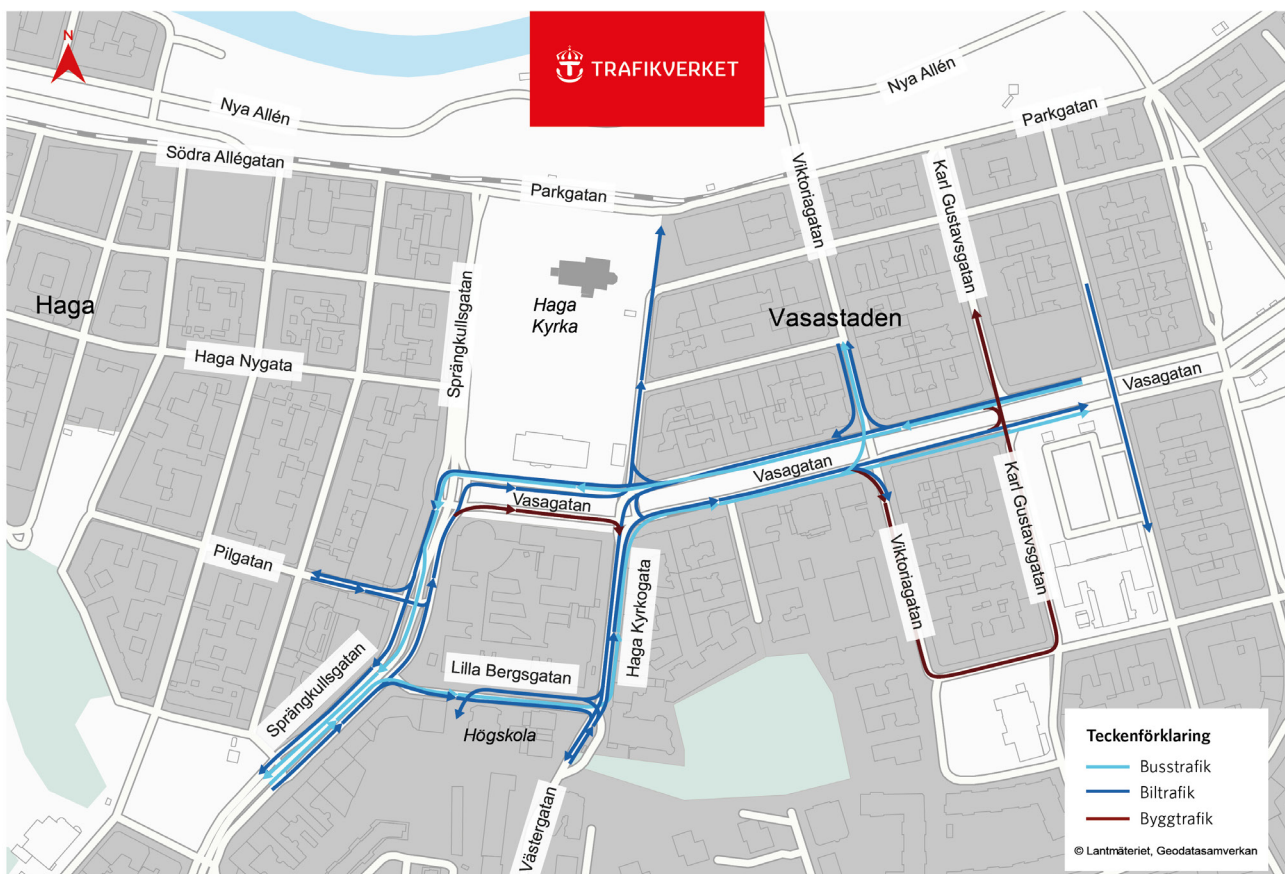 N
TRAFIKVERKET
Nya Allén
Nya Allén
Södra Allégatan
Parkgatan
Parkgatan
Viktoriagatan
Karl Gustavsgatan
Sprängkullsgatan
Haga
Haga
Kyrka
Vasastaden
Haga Nygata
Vasagatan
Vasagatan
Vasagatan
Pilgatan
Karl Gustavsgatan
Viktoriagatan
Haga Kyrkogata
Lilla Bergsgatan
Sprängkullsgatan
Högskola
Västergatan
Teckenförklaring
Busstrafik
Biltrafik
Byggtrafik
© Lantmäteriet, Geodatasamverkan